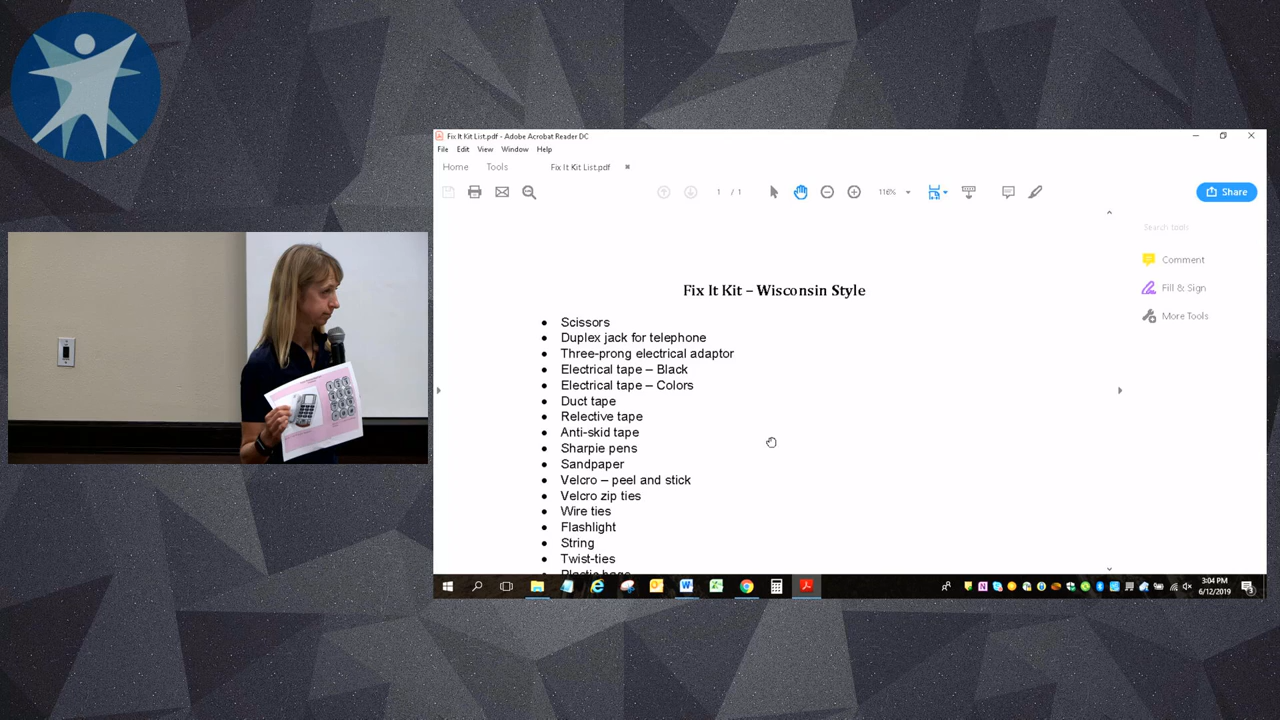 Fix It Kit List.pdf - Adobe Acrobat Reader DC
File Edit View Window Help
Home Tools Fix It Kit List.pdf
1 / 1 116% Share
Search tools
Comment
Fill & Sign
More Tools
Fix It Kit – Wisconsin Style
• Scissors
• Duplex jack for telephone
• Three-prong electrical adaptor
• Electrical tape – Black
• Electrical tape – Colors
• Duct tape
• Relective tape
• Anti-skid tape
• Sharpie pens
• Sandpaper
• Velcro – peel and stick
• Velcro zip ties
• Wire ties
• Flashlight
• String
• Twist-ties
3:04 PM
6/12/2019